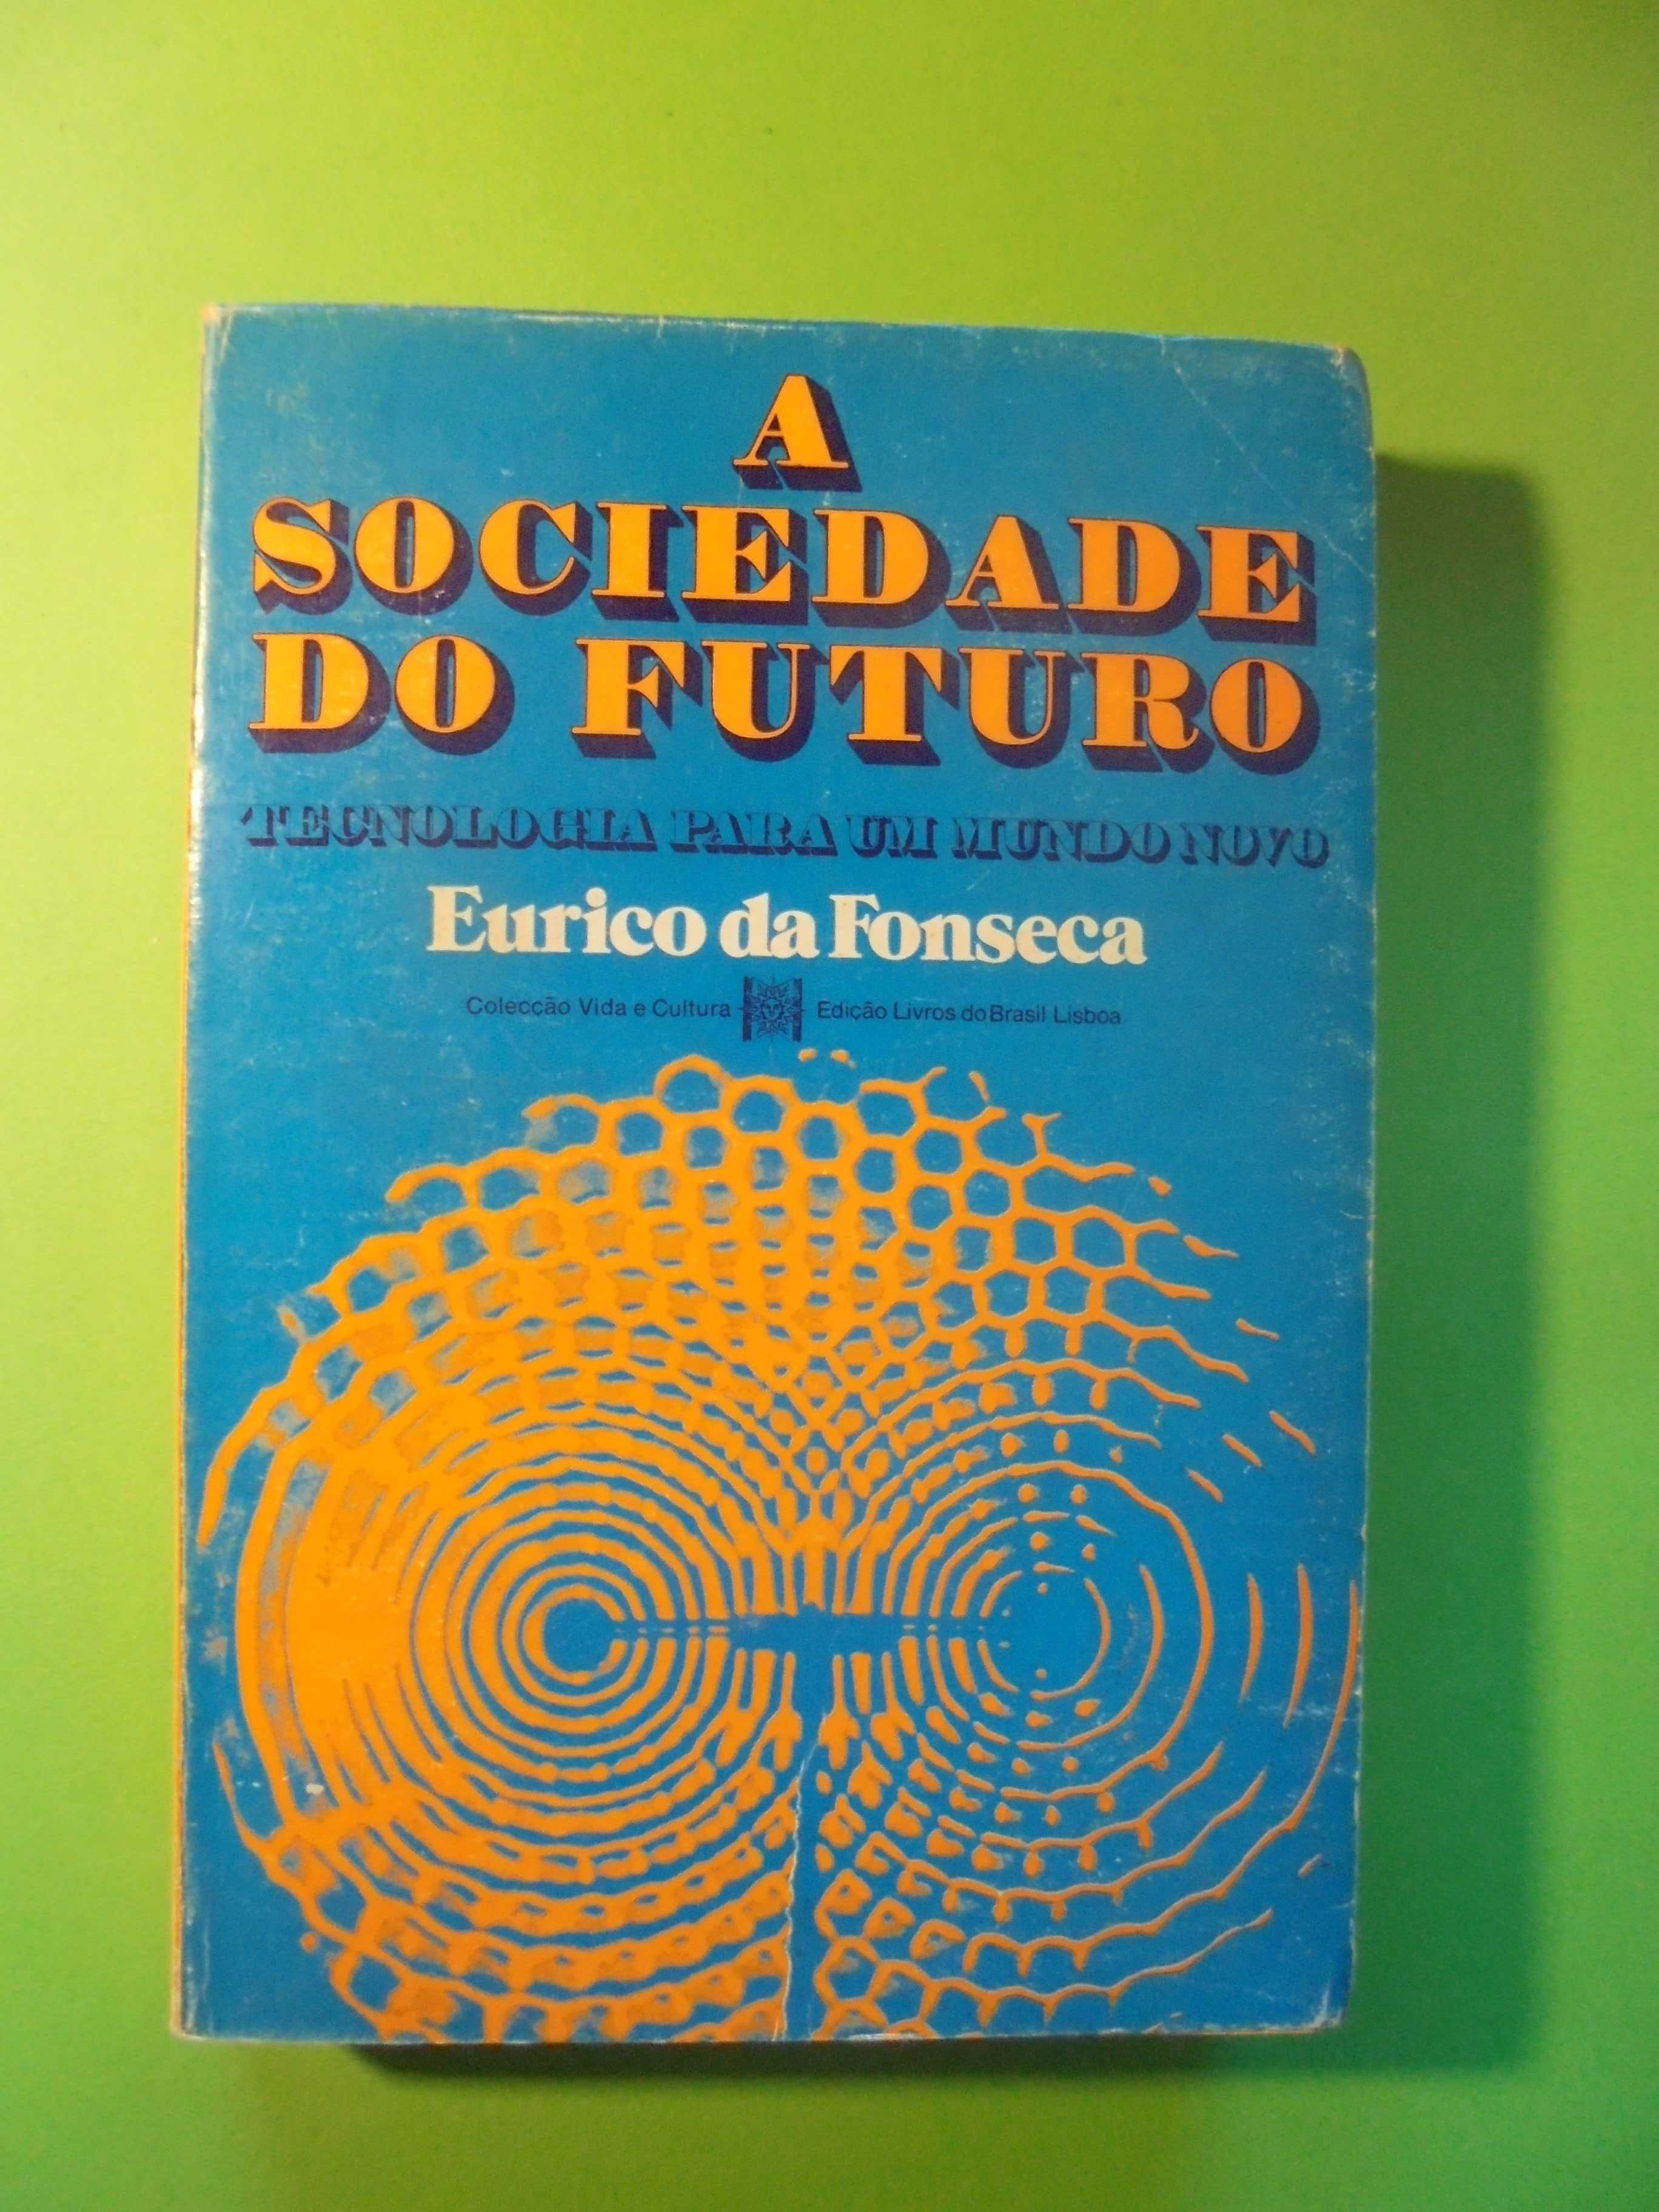 A
SOCIEDADE
DO FUTURO
TECNOLOGIA PARA UM MUNDO NOVO
Eurico da Fonseca
Colecção Vida e Cultura Edição Livros do Brasil Lisboa